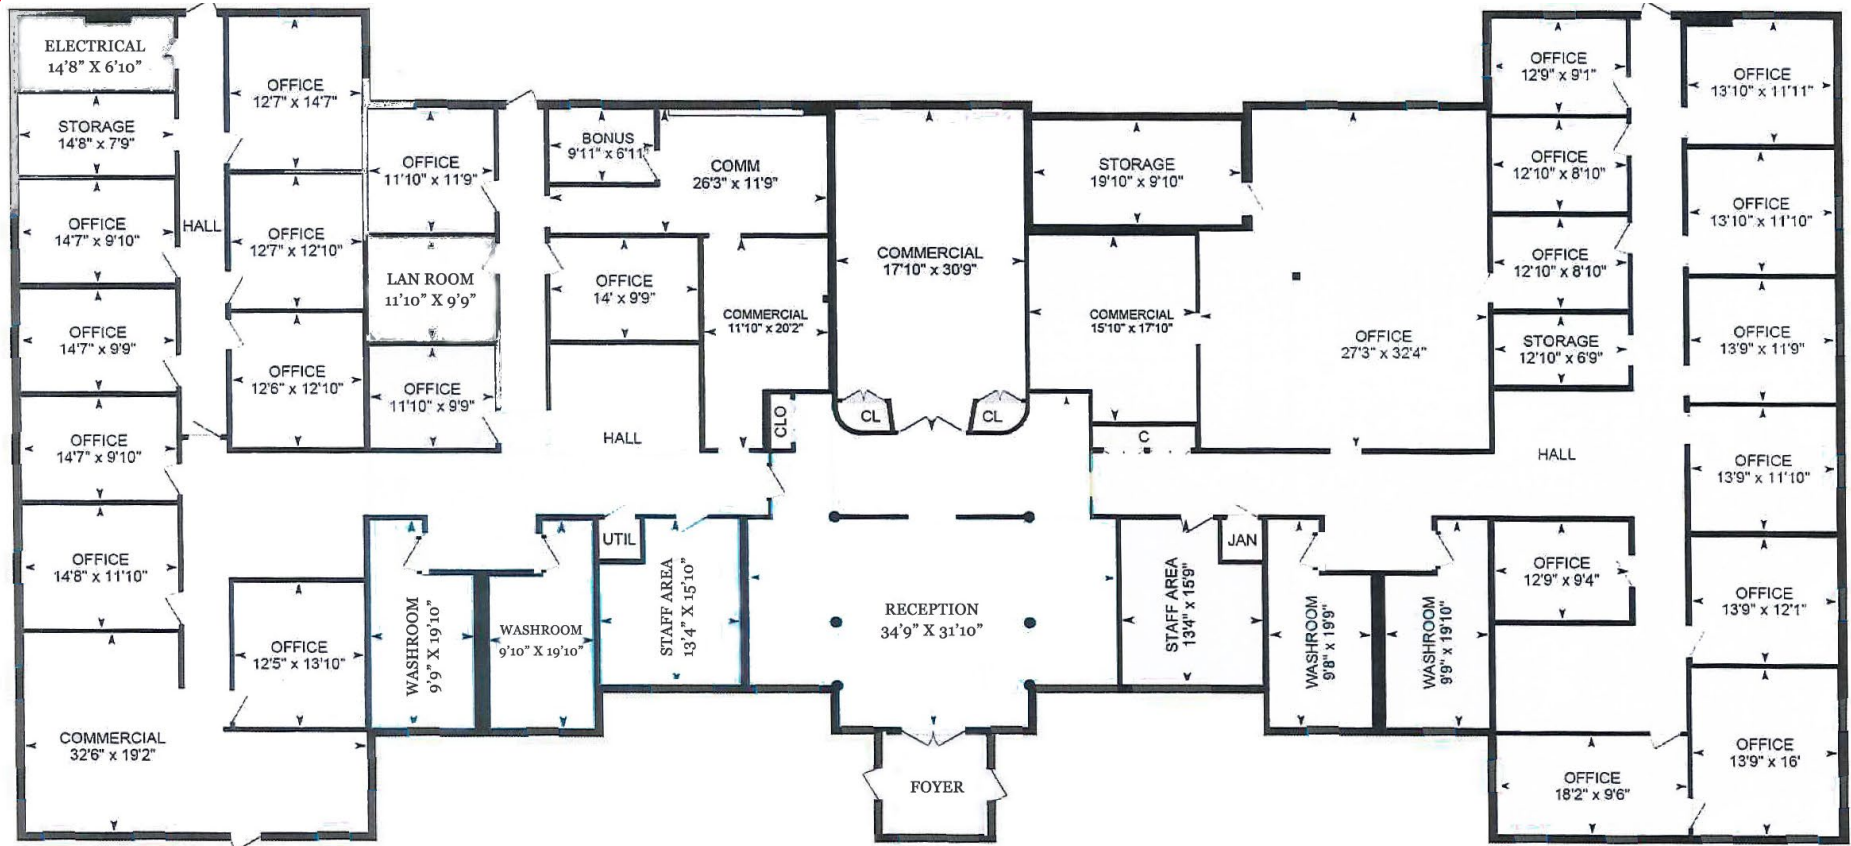 ELECTRICAL
14'8" X 6'10"
STORAGE
14'8" x 7'9"
OFFICE
14'7" x 9'10"
OFFICE
14'7" x 9'9"
OFFICE
14'7" x 9'10"
OFFICE
14'8" x 11'10"
COMMERCIAL
32'6" x 19'2"
HALL
OFFICE
12'7" x 14'7"
OFFICE
12'7" x 12'10"
OFFICE
12'6" x 12'10"
OFFICE
12'5" x 13'10"
OFFICE
11'10" x 11'9"
LAN ROOM
11'10" X 9'9"
OFFICE
11'10" x 9'9"
BONUS
9'11" x 6'11"
COMM
26'3" x 11'9"
OFFICE
14' x 9'9"
COMMERCIAL
11'10" x 20'2"
HALL
CLO
WASHROOM
9'9" X 19'10"
WASHROOM
9'10" X 19'10"
UTIL
STAFF AREA
13'4" X 15'10"
COMMERCIAL
17'10" x 30'9"
CL
CL
RECEPTION
34'9" X 31'10"
FOYER
STORAGE
19'10" x 9'10"
COMMERCIAL
15'10" x 17'10"
C
OFFICE
27'3" x 32'4"
STAFF AREA
13'4" x 15'9"
JAN
WASHROOM
9'8" x 19'9"
WASHROOM
9'9" x 19'10"
OFFICE
12'9" x 9'1"
OFFICE
12'10" x 8'10"
OFFICE
12'10" x 8'10"
STORAGE
12'10" x 6'9"
HALL
OFFICE
12'9" x 9'4"
OFFICE
18'2" x 9'6"
OFFICE
13'10" x 11'11"
OFFICE
13'10" x 11'10"
OFFICE
13'9" x 11'9"
OFFICE
13'9" x 11'10"
OFFICE
13'9" x 12'1"
OFFICE
13'9" x 16'